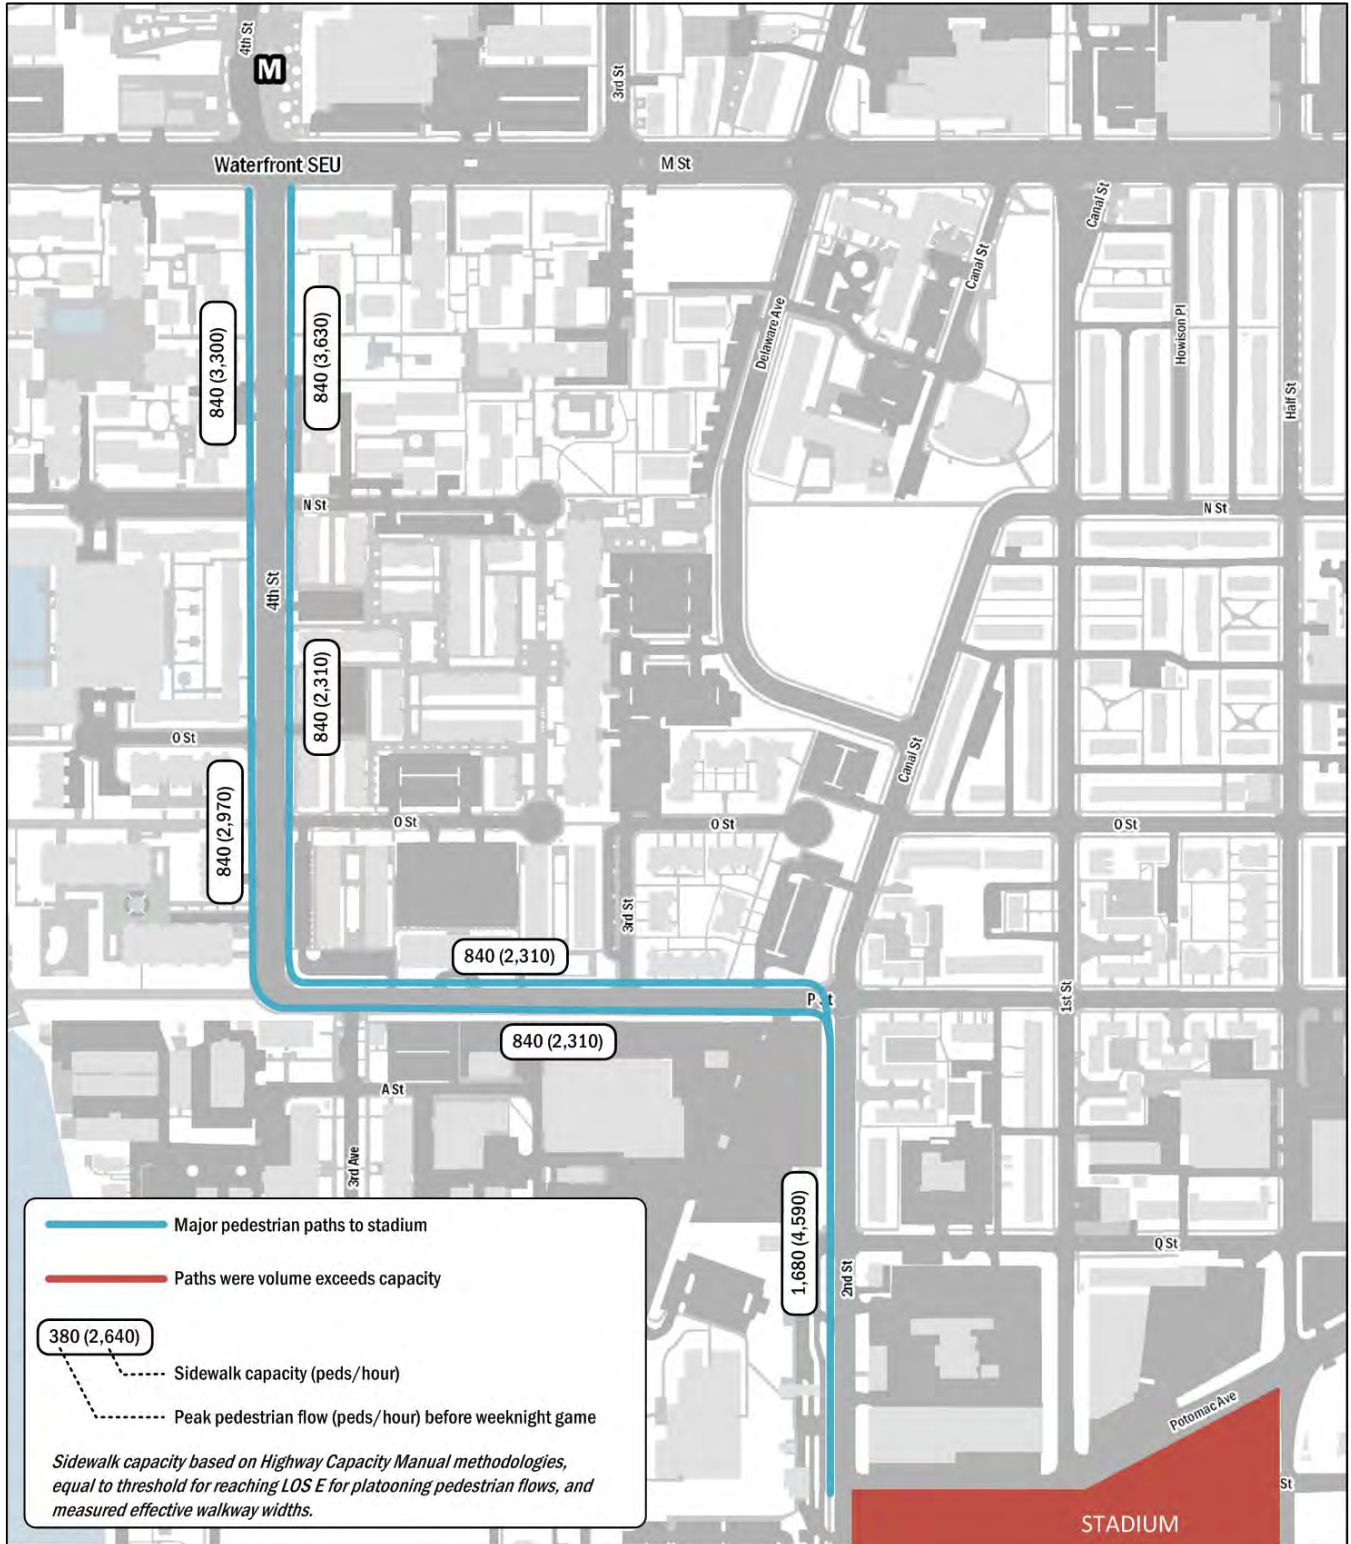 4th St
M
3rd St
Waterfront SEU
M St
Canal St
Canal St
Delaware Ave
Howison Pl
Half St
840 (3,300)
840 (3,630)
N St
N St
4th St
840 (2,310)
O St
Canal St
840 (2,970)
O St
O St
O St
3rd St
840 (2,310)
P St
1st St
840 (2,310)
A St
3rd Ave
1,680 (4,590)
2nd St
Q St
Potomac Ave
St
STADIUM
Major pedestrian paths to stadium
Paths were volume exceeds capacity
380 (2,640)
Sidewalk capacity (peds/hour)
Peak pedestrian flow (peds/hour) before weeknight game
Sidewalk capacity based on Highway Capacity Manual methodologies,
equal to threshold for reaching LOS E for platooning pedestrian flows, and
measured effective walkway widths.